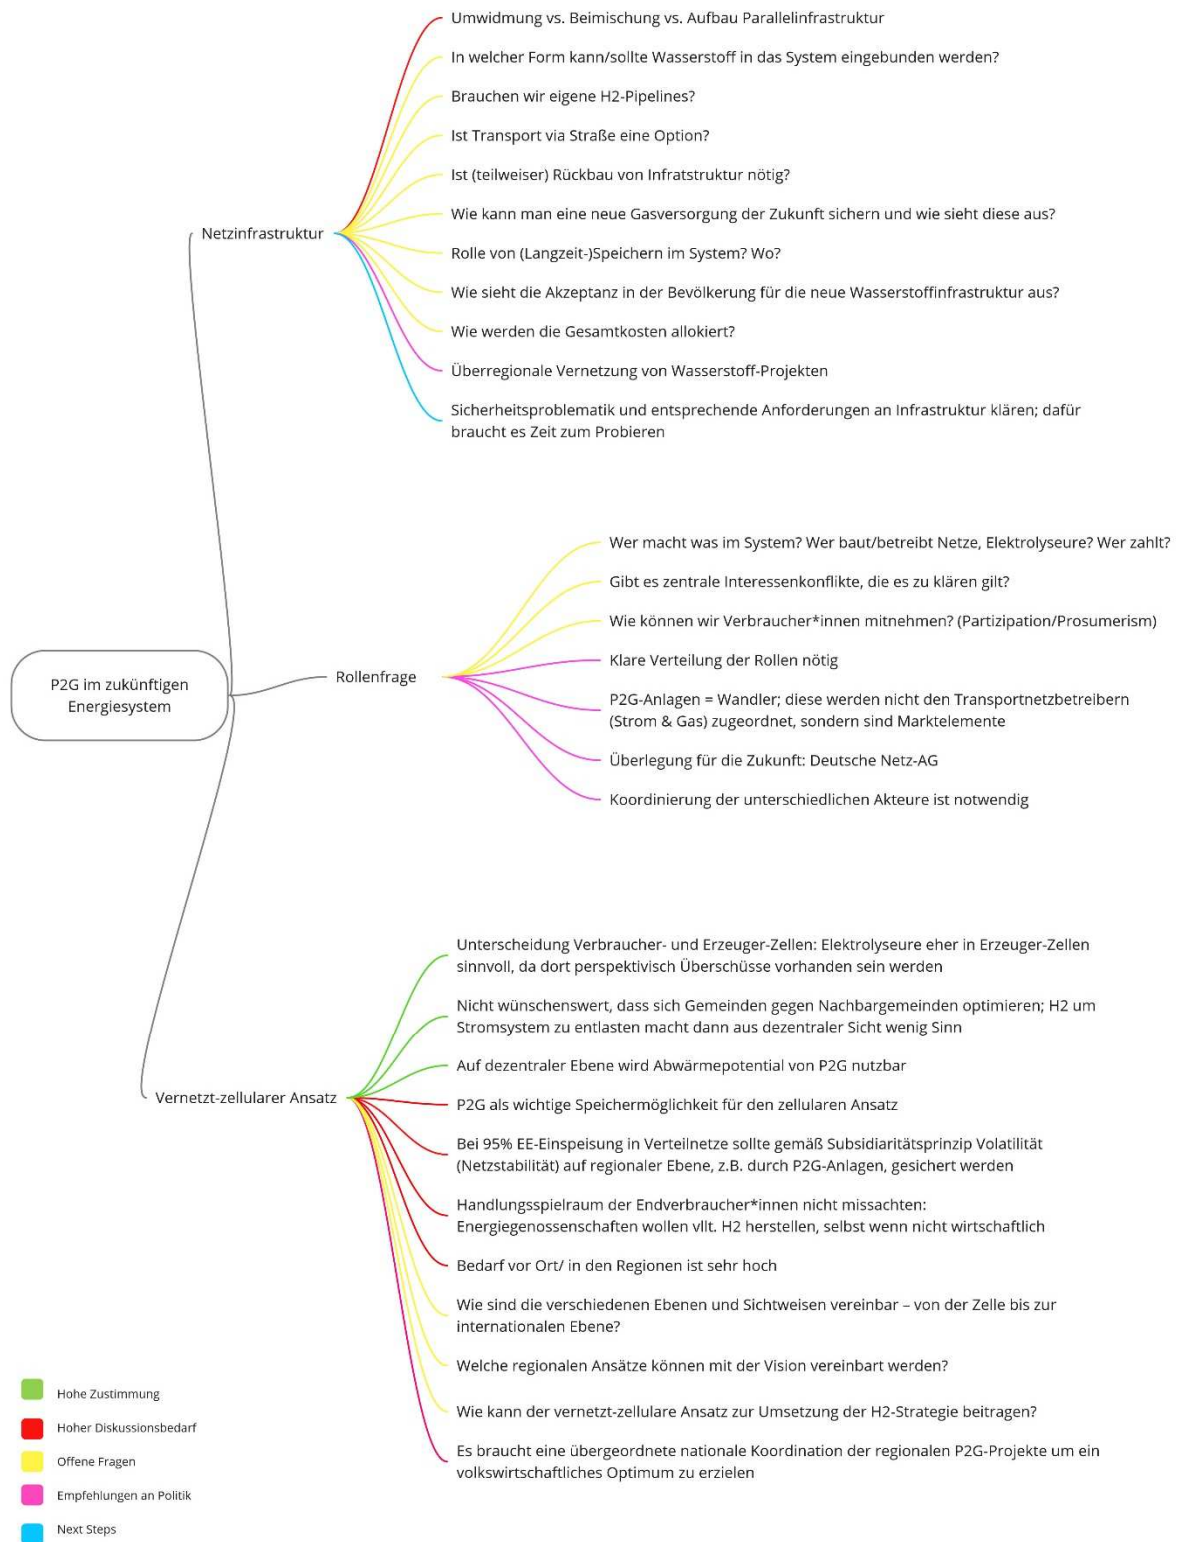 Umwidmung vs. Beimischung vs. Aufbau Parallelinfrastruktur
In welcher Form kann/sollte Wasserstoff in das System eingebunden werden?
Brauchen wir eigene H2-Pipelines?
Ist Transport via Straße eine Option?
Ist (teilweiser) Rückbau von Infratstruktur nötig?
Wie kann man eine neue Gasversorgung der Zukunft sichern und wie sieht diese aus?
Netzinfrastruktur
Rolle von (Langzeit-)Speichern im System? Wo?
Wie sieht die Akzeptanz in der Bevölkerung für die neue Wasserstoffinfrastruktur aus?
Wie werden die Gesamtkosten allokiert?
Überregionale Vernetzung von Wasserstoff-Projekten
Sicherheitsproblematik und entsprechende Anforderungen an Infrastruktur klären; dafür
braucht es Zeit zum Probieren
Wer macht was im System? Wer baut/betreibt Netze, Elektrolyseure? Wer zahlt?
Gibt es zentrale Interessenkonflikte, die es zu klären gilt?
Wie können wir Verbraucher*innen mitnehmen? (Partizipation/Prosumerism)
Klare Verteilung der Rollen nötig
P2G im zukünftigen
Energiesystem
Rollenfrage
P2G-Anlagen = Wandler; diese werden nicht den Transportnetzbetreibern
(Strom & Gas) zugeordnet, sondern sind Marktelemente
Überlegung für die Zukunft: Deutsche Netz-AG
Koordinierung der unterschiedlichen Akteure ist notwendig
Unterscheidung Verbraucher- und Erzeuger-Zellen: Elektrolyseure eher in Erzeuger-Zellen
sinnvoll, da dort perspektivisch Überschüsse vorhanden sein werden
Nicht wünschenswert, dass sich Gemeinden gegen Nachbargemeinden optimieren; H2 um
Stromsystem zu entlasten macht dann aus dezentraler Sicht wenig Sinn
Auf dezentraler Ebene wird Abwärmepotential von P2G nutzbar
Vernetzt-zellularer Ansatz
P2G als wichtige Speichermöglichkeit für den zellularen Ansatz
Bei 95% EE-Einspeisung in Verteilnetze sollte gemäß Subsidiaritätsprinzip Volatilität
(Netzstabilität) auf regionaler Ebene, z.B. durch P2G-Anlagen, gesichert werden
Handlungsspielraum der Endverbraucher*innen nicht missachten:
Energiegenossenschaften wollen vllt. H2 herstellen, selbst wenn nicht wirtschaftlich
Bedarf vor Ort/ in den Regionen ist sehr hoch
Wie sind die verschiedenen Ebenen und Sichtweisen vereinbar – von der Zelle bis zur
internationalen Ebene?
Welche regionalen Ansätze können mit der Vision vereinbart werden?
Wie kann der vernetzt-zellulare Ansatz zur Umsetzung der H2-Strategie beitragen?
Es braucht eine übergeordnete nationale Koordination der regionalen P2G-Projekte um ein
volkswirtschaftliches Optimum zu erzielen
Hohe Zustimmung
Hoher Diskussionsbedarf
Offene Fragen
Empfehlungen an Politik
Next Steps